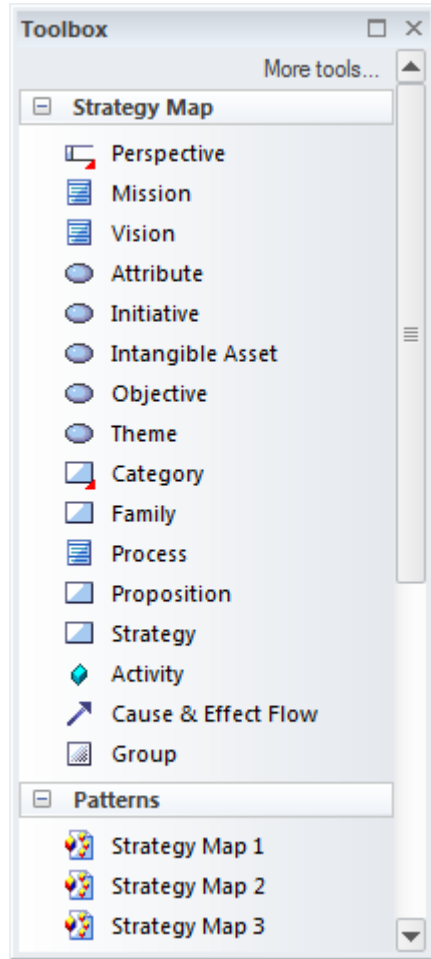 Toolbox
More tools...
Strategy Map
Perspective
Mission
Vision
Attribute
Initiative
Intangible Asset
Objective
Theme
Category
Family
Process
Proposition
Strategy
Activity
Cause & Effect Flow
Group
Patterns
Strategy Map 1
Strategy Map 2
Strategy Map 3